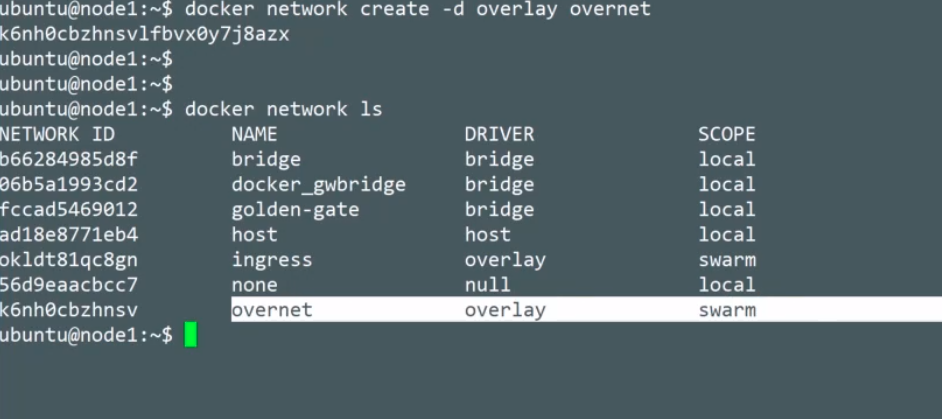 ubuntu@node1:~$ docker network create -d overlay overnet
k6nh0cbzhnsvlfbvx0y7j8azx
ubuntu@node1:~$
ubuntu@node1:~$
ubuntu@node1:~$ docker network ls
NETWORK ID NAME DRIVER SCOPE
b66284985d8f bridge bridge local
06b5a1993cd2 docker_gwbridge bridge local
fccad5469012 golden-gate bridge local
ad18e8771eb4 host host local
okldt81qc8gn ingress overlay swarm
56d9eaacbcc7 none null local
k6nh0cbzhnsv overnet overlay swarm
ubuntu@node1:~$